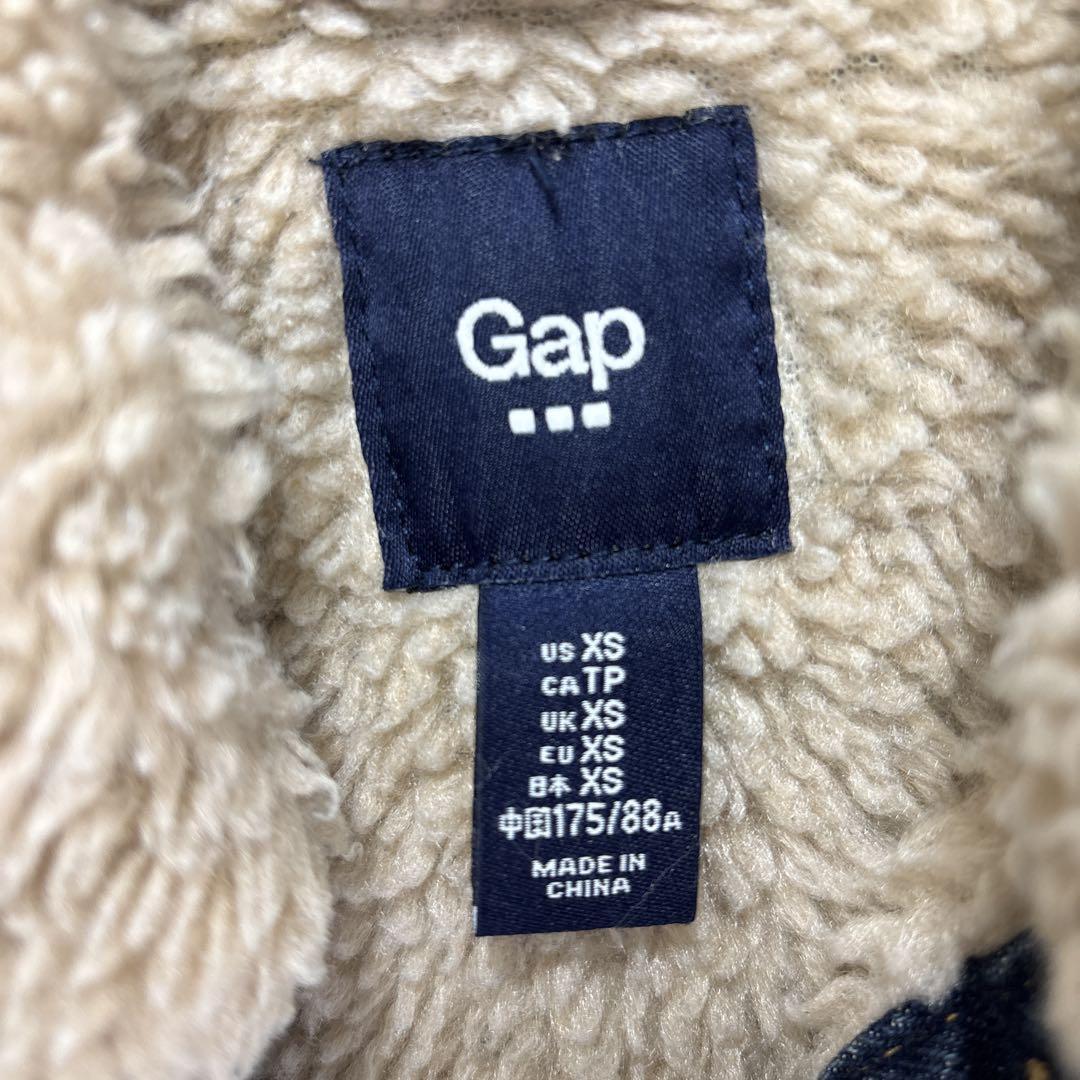 Gap
US XS
CA TP
UK XS
EU XS
日本 XS
中国175/88A
MADE IN
CHINA